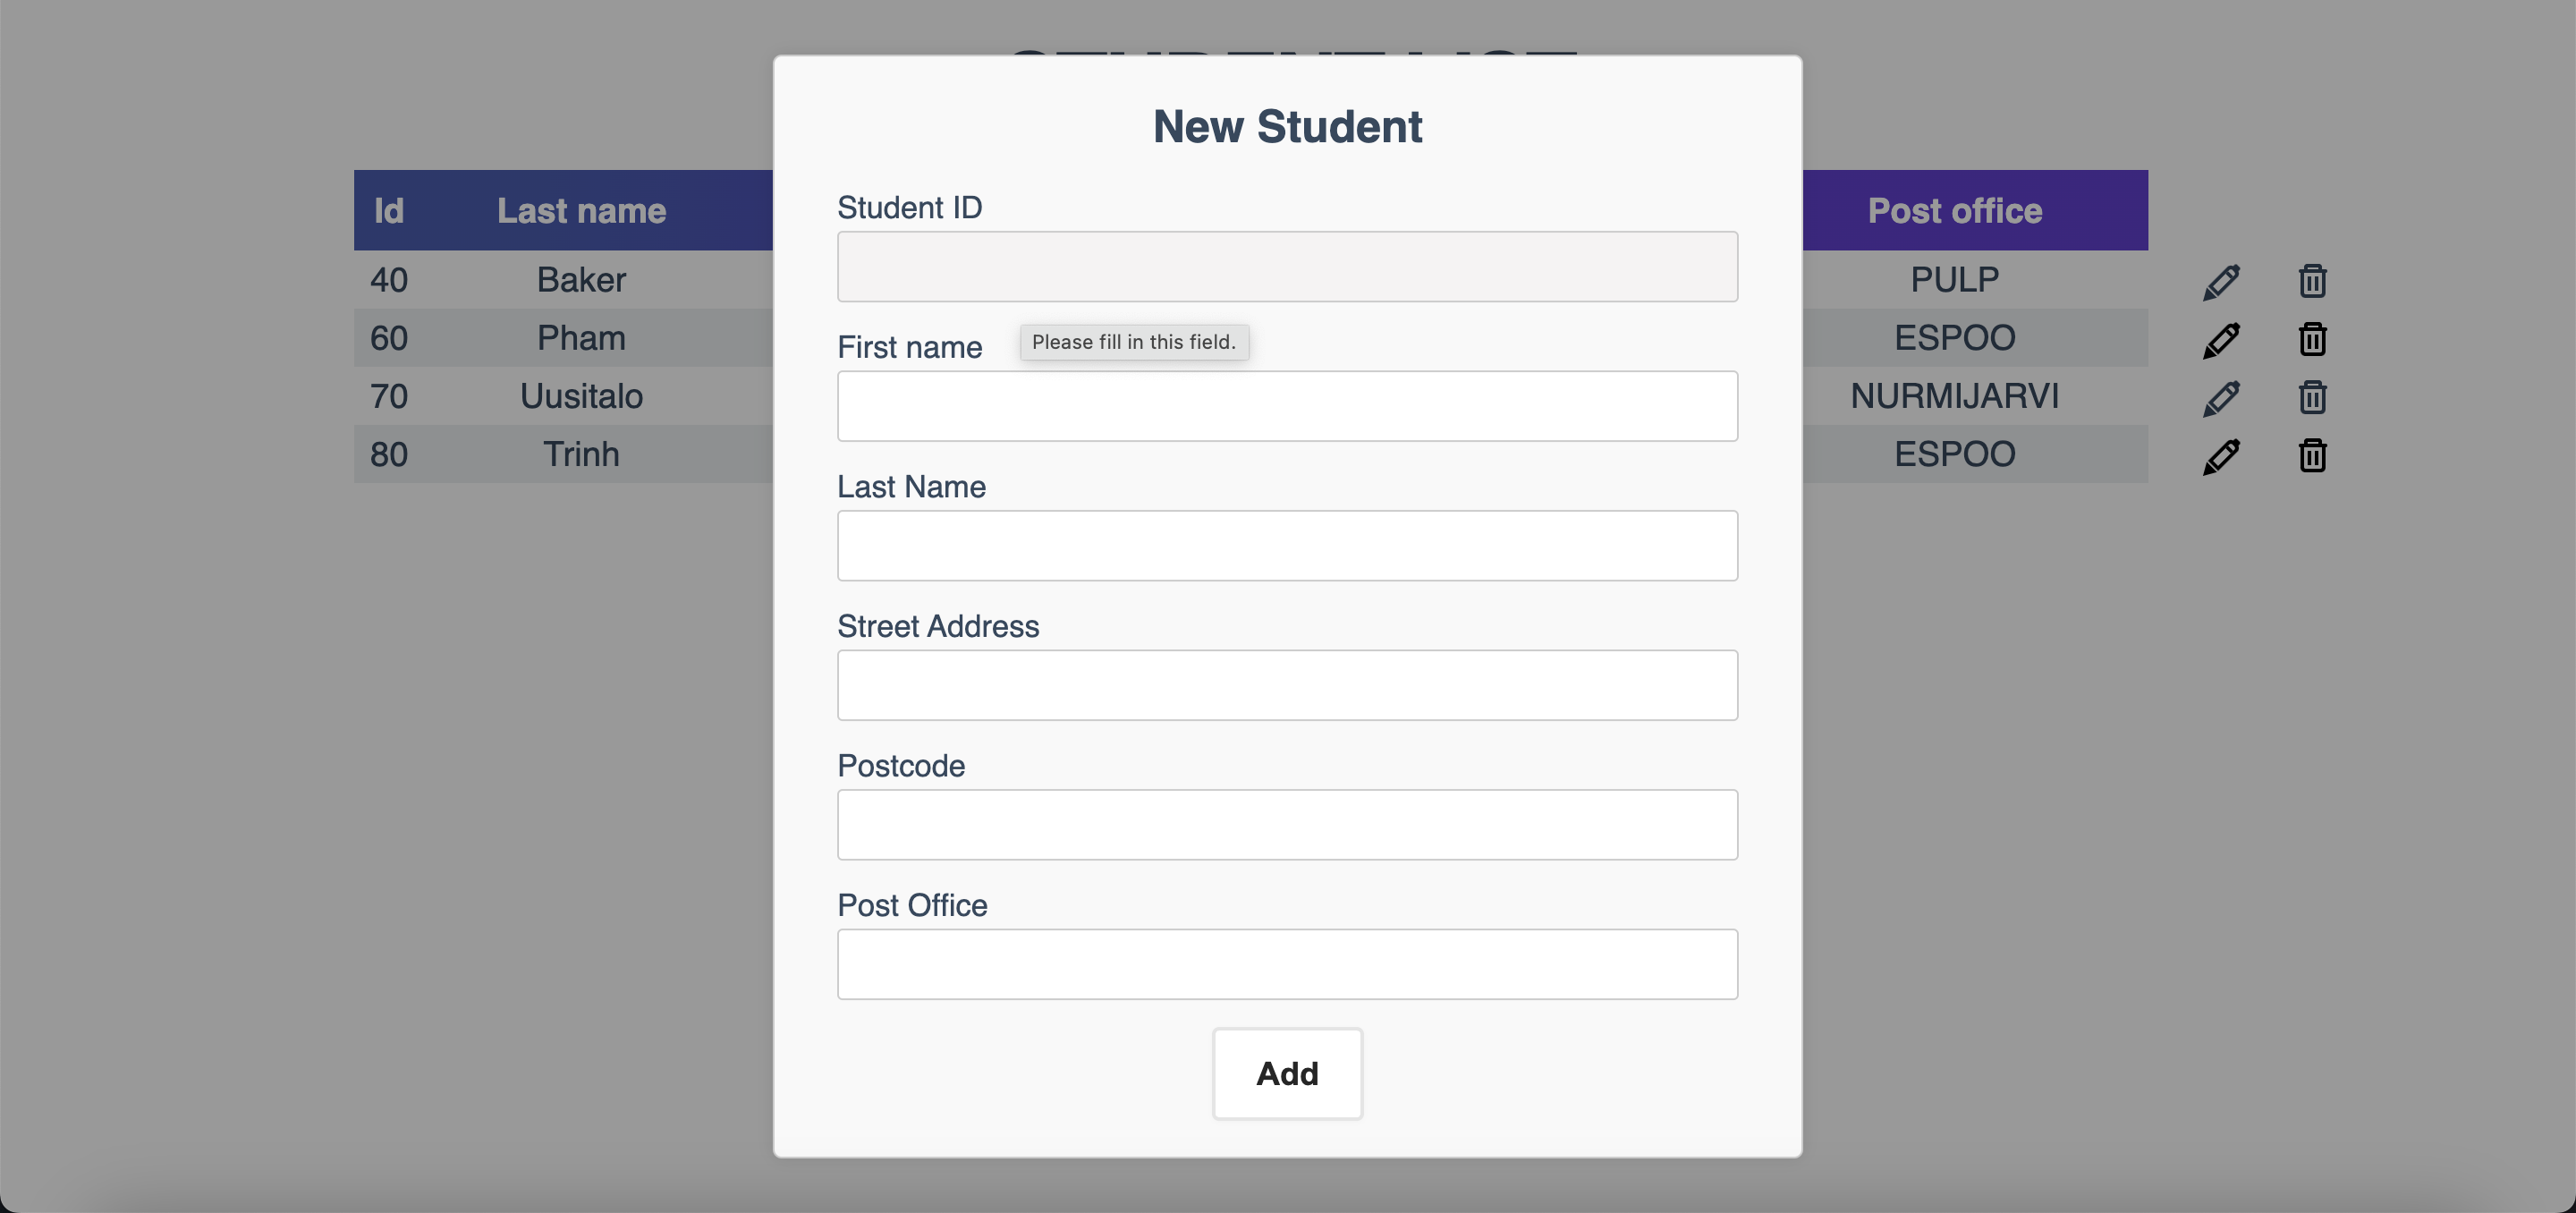 New Student
Id Last name Post office
Student ID
40 Baker PULP
First name
Please fill in this field.
60 Pham ESPOO
70 Uusitalo NURMIJARVI
80 Trinh ESPOO
Last Name
Street Address
Postcode
Post Office
Add